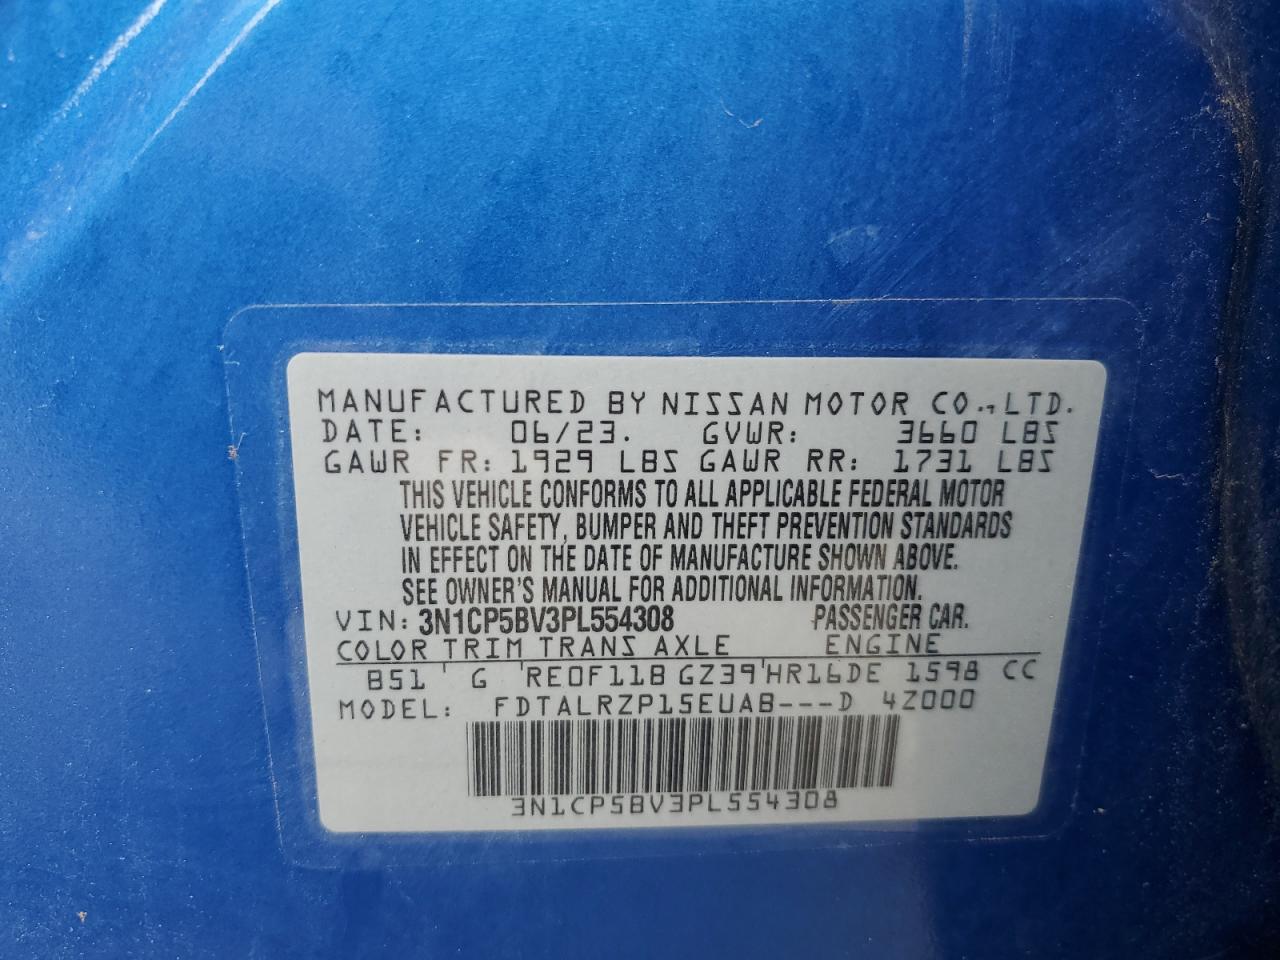 MANUFACTURED BY NISSAN MOTOR CO., LTD.
DATE: 06/23. GVWR: 3660 LBS
GAWR FR: 1929 LBS GAWR RR: 1731 LBS
THIS VEHICLE CONFORMS TO ALL APPLICABLE FEDERAL MOTOR
VEHICLE SAFETY, BUMPER AND THEFT PREVENTION STANDARDS
IN EFFECT ON THE DATE OF MANUFACTURE SHOWN ABOVE.
SEE OWNER'S MANUAL FOR ADDITIONAL INFORMATION.
VIN: 3N1CP5BV3PL554308 PASSENGER CAR.
COLOR TRIM TRANS AXLE ENGINE
B51 ' G 'RE0F11B GZ39'HR16DE 1598 CC
MODEL: FDTALRZP15EUAB---D 4Z000
3N1CP5BV3PL554308